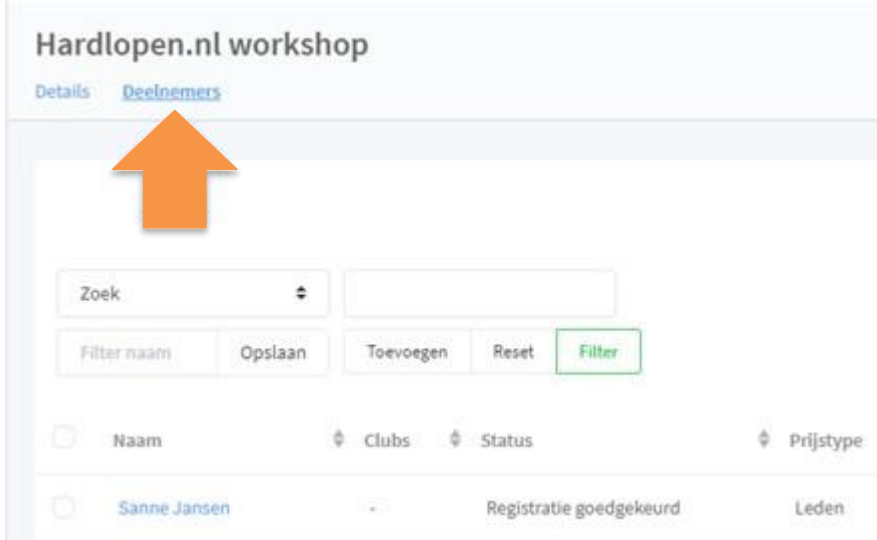 Hardlopen.nl workshop
Details Deelnemers
Zoek
Filter naam Opslaan Toevoegen Reset Filter
Naam Clubs Status Prijstype
Sanne Jansen - Registratie goedgekeurd Leden